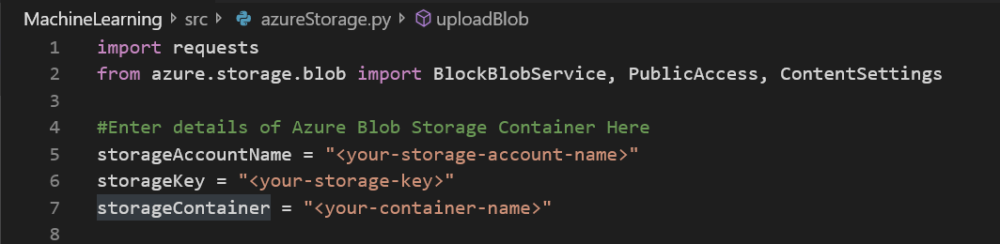 MachineLearning > src > azureStorage.py > uploadBlob
1 import requests
2 from azure.storage.blob import BlockBlobService, PublicAccess, ContentSettings
3
4 #Enter details of Azure Blob Storage Container Here
5 storageAccountName = "<your-storage-account-name>"
6 storageKey = "<your-storage-key>"
7 storageContainer = "<your-container-name>"
8